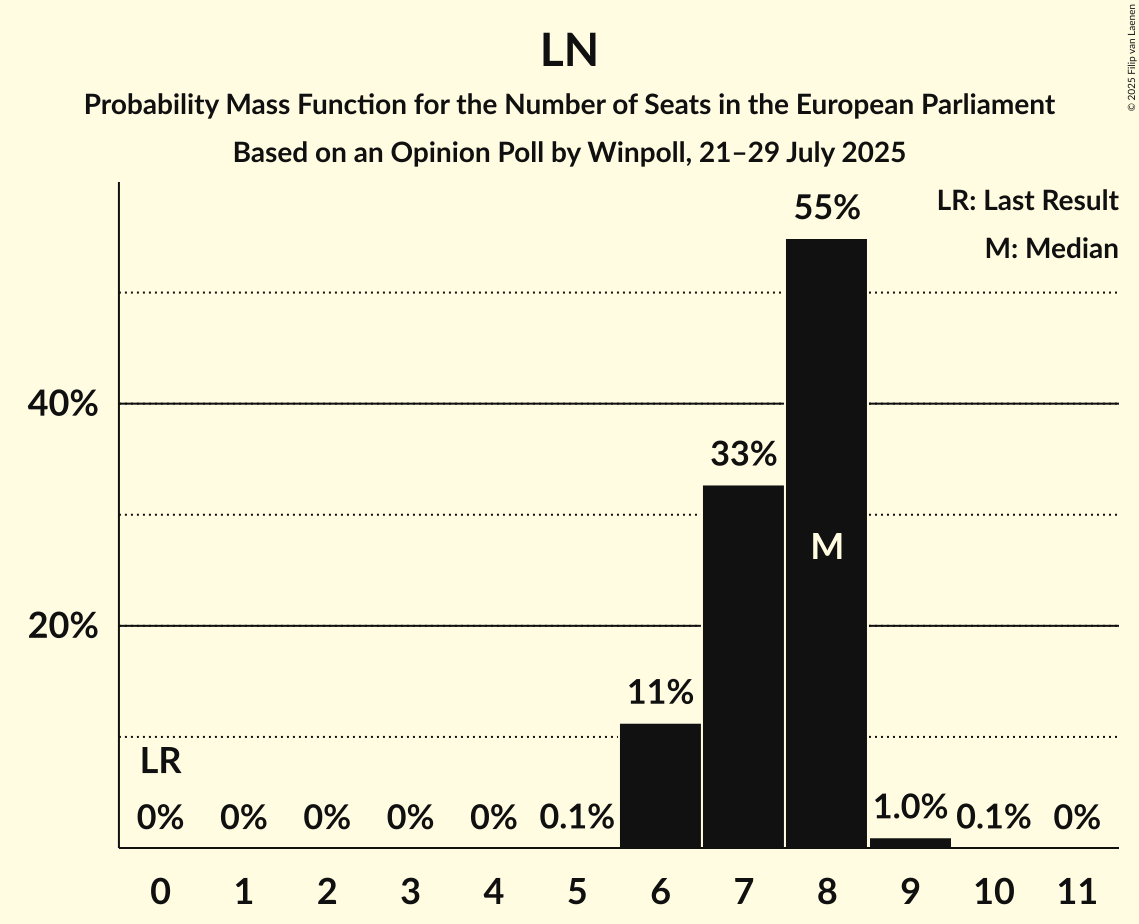 LN
Probability Mass Function for the Number of Seats in the European Parliament
Based on an Opinion Poll by Winpoll, 21–29 July 2025
© 2025 Filip van Laenen
LR: Last Result
M: Median
55%
40%
33%
M
20%
11%
LR
0% 0% 0% 0% 0% 0.1% 1.0% 0.1% 0%
0 1 2 3 4 5 6 7 8 9 10 11